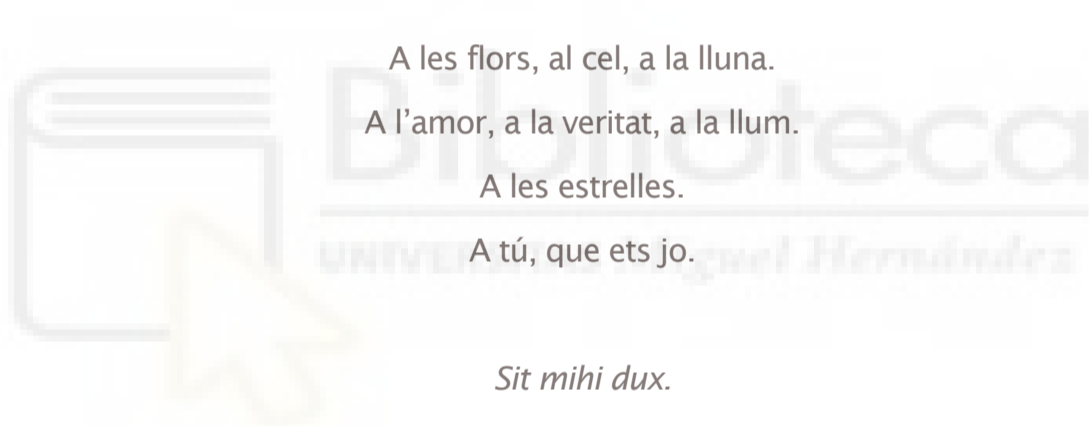 A les flors, al cel, a la lluna.
A l’amor, a la veritat, a la llum.
A les estrelles.
A tú, que ets jo.
Sit mihi dux.
Biblioteca
UNIVERSITAS Miguel Hernández